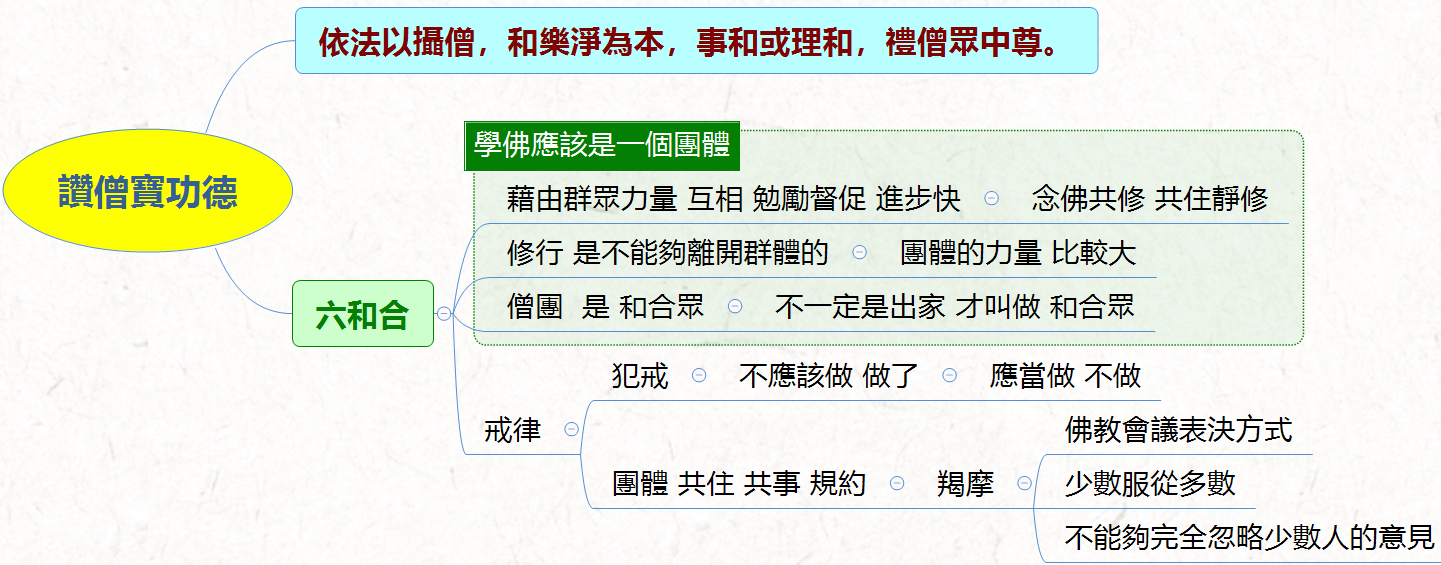 依法以攝僧，和樂淨為本，事和或理和，禮僧眾中尊。
讚僧寶功德
六和合
學佛應該是一個團體
藉由群眾力量 互相 勉勵督促 進步快 念佛共修 共住靜修
修行 是不能夠離開群體的 團體的力量 比較大
僧團 是 和合眾 不一定是出家 才叫做 和合眾
戒律
犯戒 不應該做 做了 應當做 不做
團體 共住 共事 規約 羯摩
佛教會議表決方式
少數服從多數
不能夠完全忽略少數人的意見